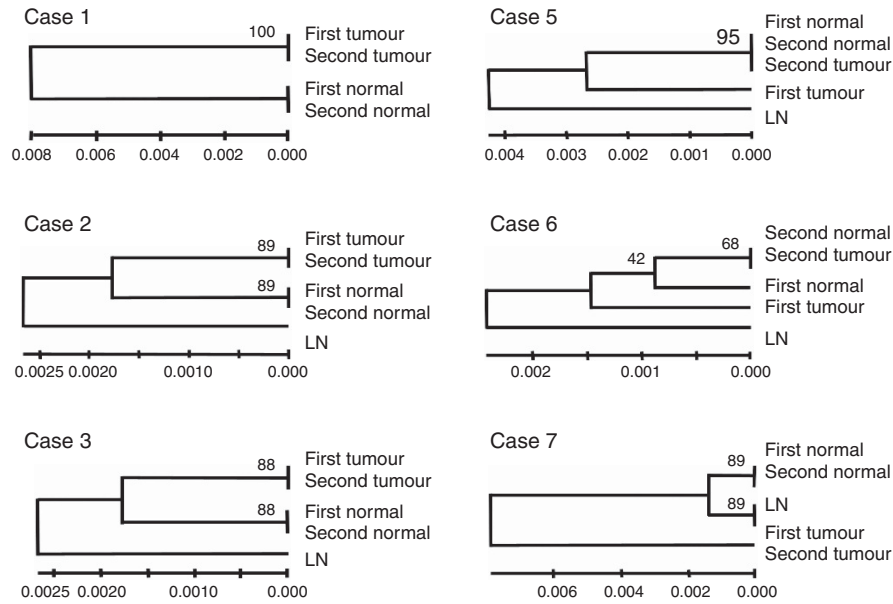 Case 1
100
First tumour
Second tumour
First normal
Second normal
0.008 0.006 0.004 0.002 0.000
Case 2
89
First tumour
Second tumour
89
First normal
Second normal
LN
0.0025 0.0020 0.0010 0.000
Case 3
88
First tumour
Second tumour
88
First normal
Second normal
LN
0.0025 0.0020 0.0010 0.000
Case 5
95
First normal
Second normal
Second tumour
First tumour
LN
0.004 0.003 0.002 0.001 0.000
Case 6
68
42
Second normal
Second tumour
First normal
First tumour
LN
0.002 0.001 0.000
Case 7
89
First normal
Second normal
89
LN
First tumour
Second tumour
0.006 0.004 0.002 0.000